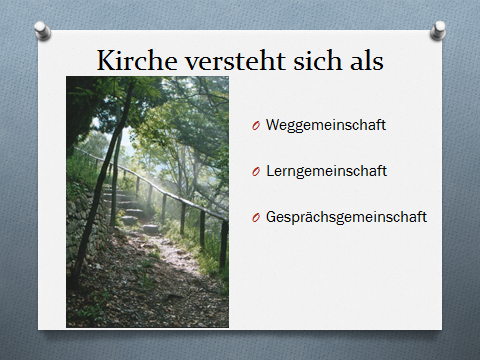 Kirche versteht sich als
Weggemeinschaft
Lerngemeinschaft
Gesprächsgemeinschaft